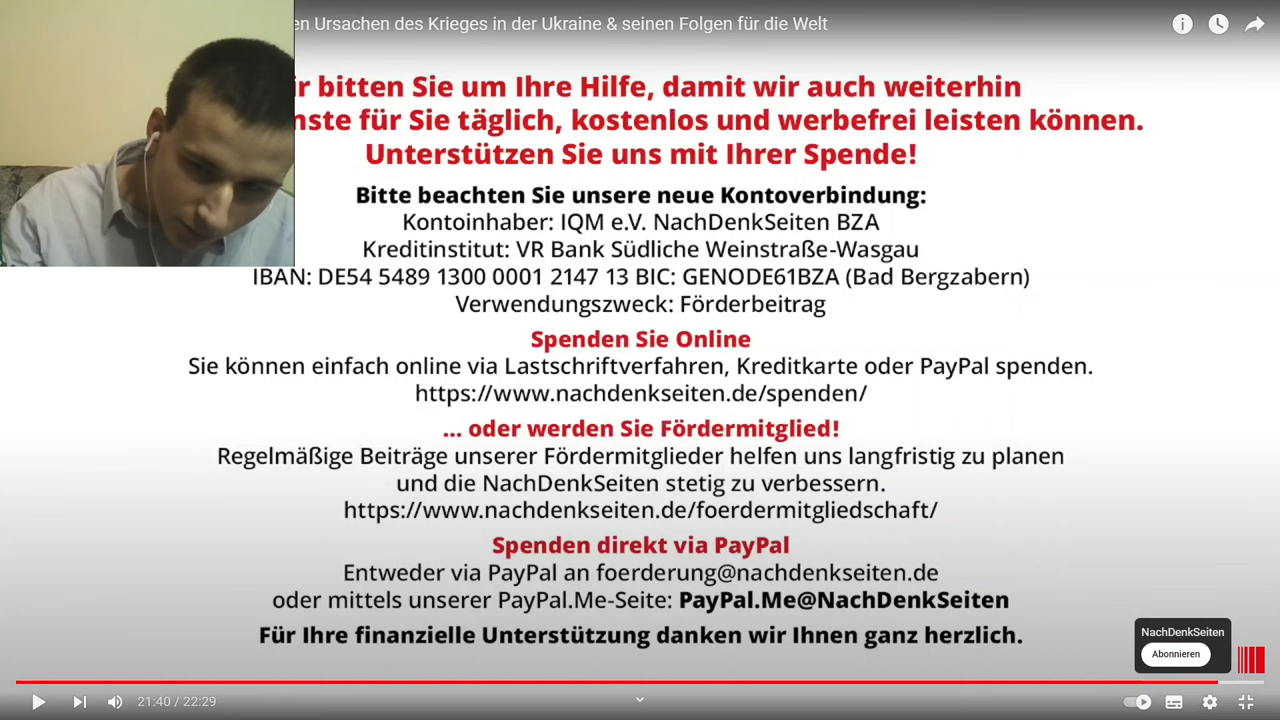 en Ursachen des Krieges in der Ukraine & seinen Folgen für die Welt
ir bitten Sie um Ihre Hilfe, damit wir auch weiterhin
nste für Sie täglich, kostenlos und werbefrei leisten können.
Unterstützen Sie uns mit Ihrer Spende!
Bitte beachten Sie unsere neue Kontoverbindung:
Kontoinhaber: IQM e.V. NachDenkSeiten BZA
Kreditinstitut: VR Bank Südliche Weinstraße-Wasgau
IBAN: DE54 5489 1300 0001 2147 13 BIC: GENODE61BZA (Bad Bergzabern)
Verwendungszweck: Förderbeitrag
Spenden Sie Online
Sie können einfach online via Lastschriftverfahren, Kreditkarte oder PayPal spenden.
https://www.nachdenkseiten.de/spenden/
... oder werden Sie Fördermitglied!
Regelmäßige Beiträge unserer Fördermitglieder helfen uns langfristig zu planen
und die NachDenkSeiten stetig zu verbessern.
https://www.nachdenkseiten.de/foerdermitgliedschaft/
Spenden direkt via PayPal
Entweder via PayPal an foerderung@nachdenkseiten.de
oder mittels unserer PayPal.Me-Seite: PayPal.Me@NachDenkSeiten
Für Ihre finanzielle Unterstützung danken wir Ihnen ganz herzlich.
NachDenkSeiten
Abonnieren
21:40 / 22:29